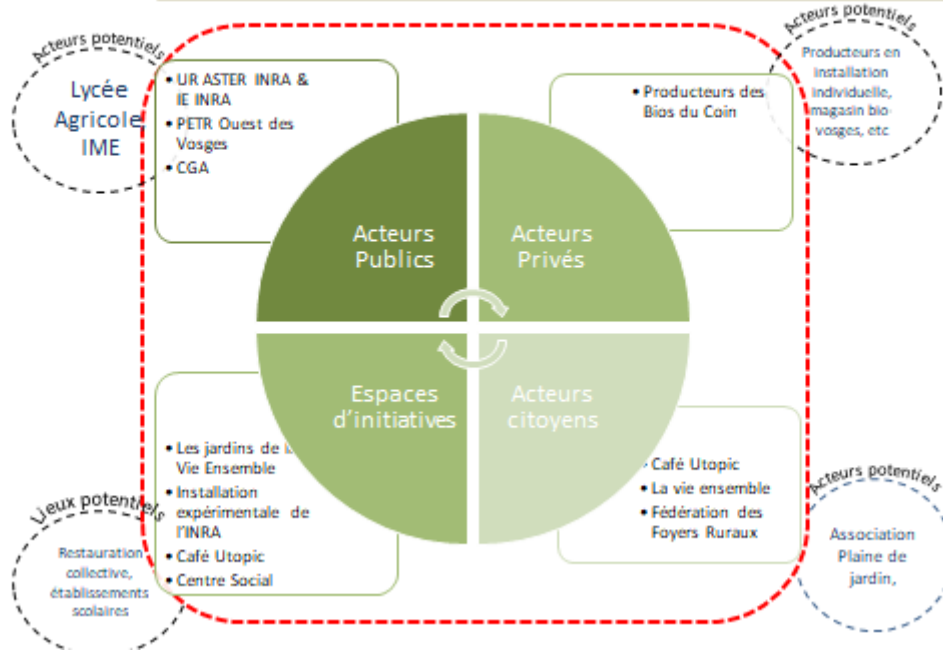 Acteurs potentiels
Lycée
Agricole
IME
• UR ASTER INRA &
IE INRA
• PETR Ouest des
Vosges
• CGA
Acteurs potentiels
Producteurs en
installation
individuelle,
magasin bio-
vosges, etc
• Producteurs des
Bios du Coin
Acteurs
Publics
Acteurs
Privés
Espaces
d'initiatives
Acteurs
citoyens
• Les jardins de
Vie Ensemble
• Installation
expérimentale de
l'INRA
• Café Utopic
• Centre Social
• Café Utopic
• La vie ensemble
• Fédération des
Foyers Ruraux
Lieux potentiels
Restauration
collective,
établissements
scolaires
Acteurs potentiels
Association
Plaine de
jardin,